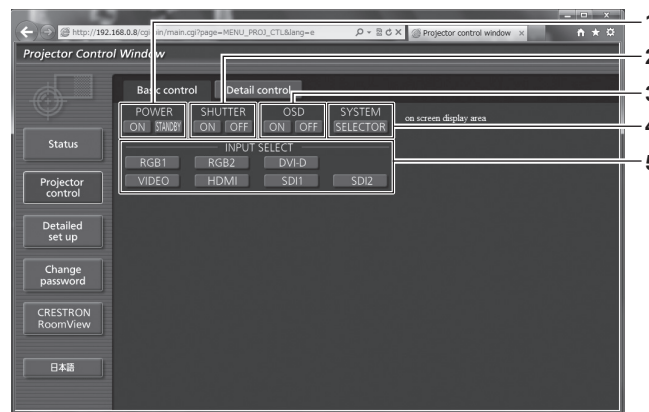 http://192.168.0.8/cgi-bin/main.cgi?page=MENU_PROJ_CTL&lang=e
Projector control window
Projector Control Window
Basic control
Detail control
POWER
ON STANDBY
SHUTTER
ON OFF
OSD
ON OFF
SYSTEM
SELECTOR
on screen display area
INPUT SELECT
RGB1 RGB2 DVI-D
VIDEO HDMI SDI1 SDI2
Status
Projector
control
Detailed
set up
Change
password
CRESTRON
RoomView
日本語
1
2
3
4
5